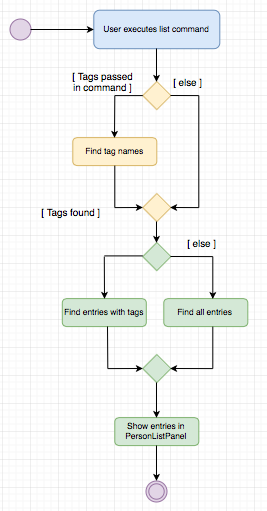 User executes list command
[ Tags passed
in command ]
[ else ]
Find tag names
[ Tags found ]
[ else ]
Find entries with tags
Find all entries
Show entries in
PersonListPanel